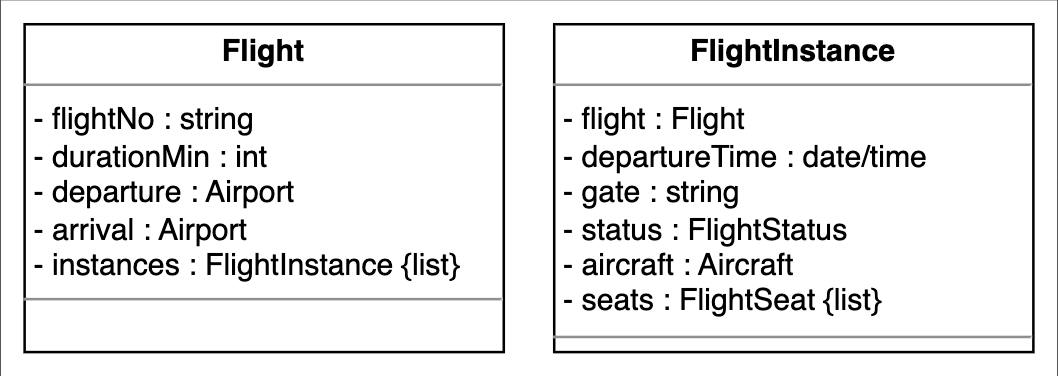 Flight
- flightNo : string
- durationMin : int
- departure : Airport
- arrival : Airport
- instances : FlightInstance {list}
FlightInstance
- flight : Flight
- departureTime : date/time
- gate : string
- status : FlightStatus
- aircraft : Aircraft
- seats : FlightSeat {list}